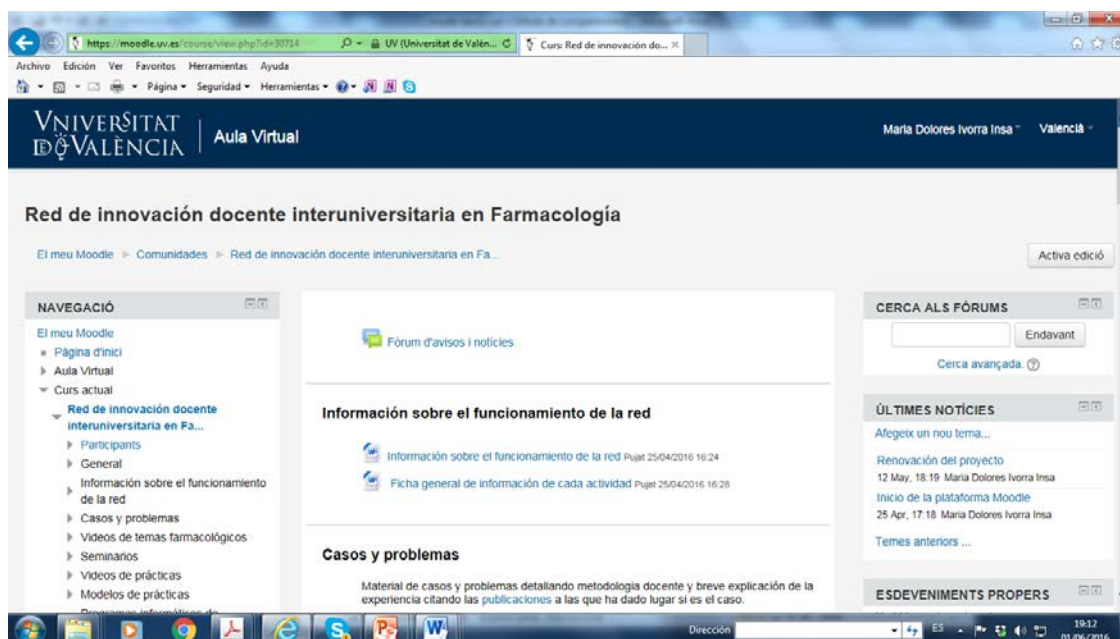 https://moodle.uv.es/course/view.php?id=30714
UV (Universitat de Valèn...
Curs: Red de innovación do...
Archivo Edición Ver Favoritos Herramientas Ayuda
Página Seguridad Herramientas
VNIVERSITAT
D VALÈNCIA
Aula Virtual
Maria Dolores Ivorra Insa
Valencià
Red de innovación docente interuniversitaria en Farmacología
El meu Moodle Comunidades Red de innovación docente interuniversitaria en Fa...
Activa edició
NAVEGACIÓ
El meu Moodle
Pàgina d'inici
Aula Virtual
Curs actual
Red de innovación docente
interuniversitaria en Fa...
Participants
General
Información sobre el funcionamiento
de la red
Casos y problemas
Videos de temas farmacológicos
Seminarios
Videos de prácticas
Modelos de prácticas
Programas informáticos de
Fòrum d'avisos i notícies
Información sobre el funcionamiento de la red
Información sobre el funcionamiento de la red Pujat 25/04/2016 16:24
Ficha general de información de cada actividad Pujat 25/04/2016 16:28
Casos y problemas
Material de casos y problemas detallando metodologia docente y breve explicación de la
experiencia citando las publicaciones a las que ha dado lugar si es el caso.
CERCA ALS FÒRUMS
Endavant
Cerca avançada
ÚLTIMES NOTÍCIES
Afegeix un nou tema...
Renovación del proyecto
12 May, 18:19 Maria Dolores Ivorra Insa
Inicio de la plataforma Moodle
25 Apr, 17:18 Maria Dolores Ivorra Insa
Temes anteriors ...
ESDEVENIMENTS PROPERS
Dirección
ES
19:12
01/06/2016